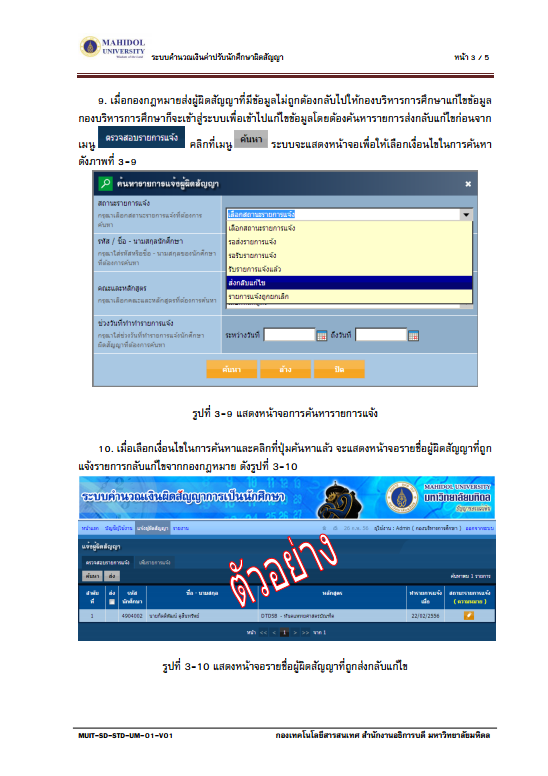 MAHIDOL
UNIVERSITY
ระบบคำนวณเงินค่าปรับนักศึกษาผิดสัญญา
หน้า 3 / 5
9. เมื่อกองกฎหมายส่งผู้ผิดสัญญาที่มีข้อมูลไม่ถูกต้องกลับไปให้กองบริหารการศึกษาแก้ไขข้อมูล
กองบริหารการศึกษาก็จะเข้าสู่ระบบเพื่อเข้าไปแก้ไขข้อมูลโดยต้องค้นหารายการส่งกลับแก้ไขก่อนจาก
เมนู ตรวจสอบรายการแจ้ง คลิกที่เมนู ค้นหา ระบบจะแสดงหน้าจอเพื่อให้เลือกเงื่อนไขในการค้นหา
ดังภาพที่ 3-9
ค้นหารายการแจ้งผู้ผิดสัญญา
สถานะรายการแจ้ง
กรุณาเลือกสถานะรายการแจ้งที่ต้องการ
ค้นหา
เลือกสถานะรายการแจ้ง
เลือกสถานะรายการแจ้ง
รอส่งรายการแจ้ง
รอรับรายการแจ้ง
รับรายการแจ้งแล้ว
ส่งกลับแก้ไข
รายการแจ้งถูกยกเลิก
รหัส / ชื่อ - นามสกุลนักศึกษา
กรุณาใส่รหัสหรือชื่อ - นามสกุลของนักศึกษา
ที่ต้องการค้นหา
คณะและหลักสูตร
กรุณาเลือกคณะและหลักสูตรที่ต้องการค้นหา
ช่วงวันที่ทำรายการแจ้ง
กรุณาใส่ช่วงวันที่ทำรายการแจ้งนักศึกษา
ผิดสัญญาที่ต้องการค้นหา
ระหว่างวันที่
ถึงวันที่
ค้นหา ล้าง ปิด
รูปที่ 3-9 แสดงหน้าจอการค้นหารายการแจ้ง
10. เมื่อเลือกเงื่อนไขในการค้นหาและคลิกที่ปุ่มค้นหาแล้ว จะแสดงหน้าจอรายชื่อผู้ผิดสัญญาที่ถูก
แจ้งรายการกลับแก้ไขจากกองกฎหมาย ดังรูปที่ 3-10
ระบบคำนวณเงินผิดสัญญาการเป็นนักศึกษา
MAHIDOL UNIVERSITY
มหาวิทยาลัยมหิดล
ปัญญาของแผ่นดิน
หน้าแรก บัญชีผู้ใช้งาน แจ้งผู้ผิดสัญญา รายงาน
ผู้ใช้งาน : Admin ( กองบริหารการศึกษา ) ออกจากระบบ
แจ้งผู้ผิดสัญญา
ตรวจสอบรายการแจ้ง เพิ่มรายการแจ้ง
ค้นหา ส่ง
ค้นหาพบ 1 รายการ
ลำดับที่ ส่ง รหัสนักศึกษา ชื่อ - นามสกุล หลักสูตร ทำรายการแจ้งเมื่อ สถานะรายการแจ้ง ( ความหมาย )
1 4904002 DTDSB - ทันตแพทยศาสตรบัณฑิต 22/02/2556
หน้า << < 1 > >> จาก 1
ตัวอย่าง
รูปที่ 3-10 แสดงหน้าจอรายชื่อผู้ผิดสัญญาที่ถูกส่งกลับแก้ไข
MUIT-SD-STD-UM-01-V01
กองเทคโนโลยีสารสนเทศ สำนักงานอธิการบดี มหาวิทยาลัยมหิดล